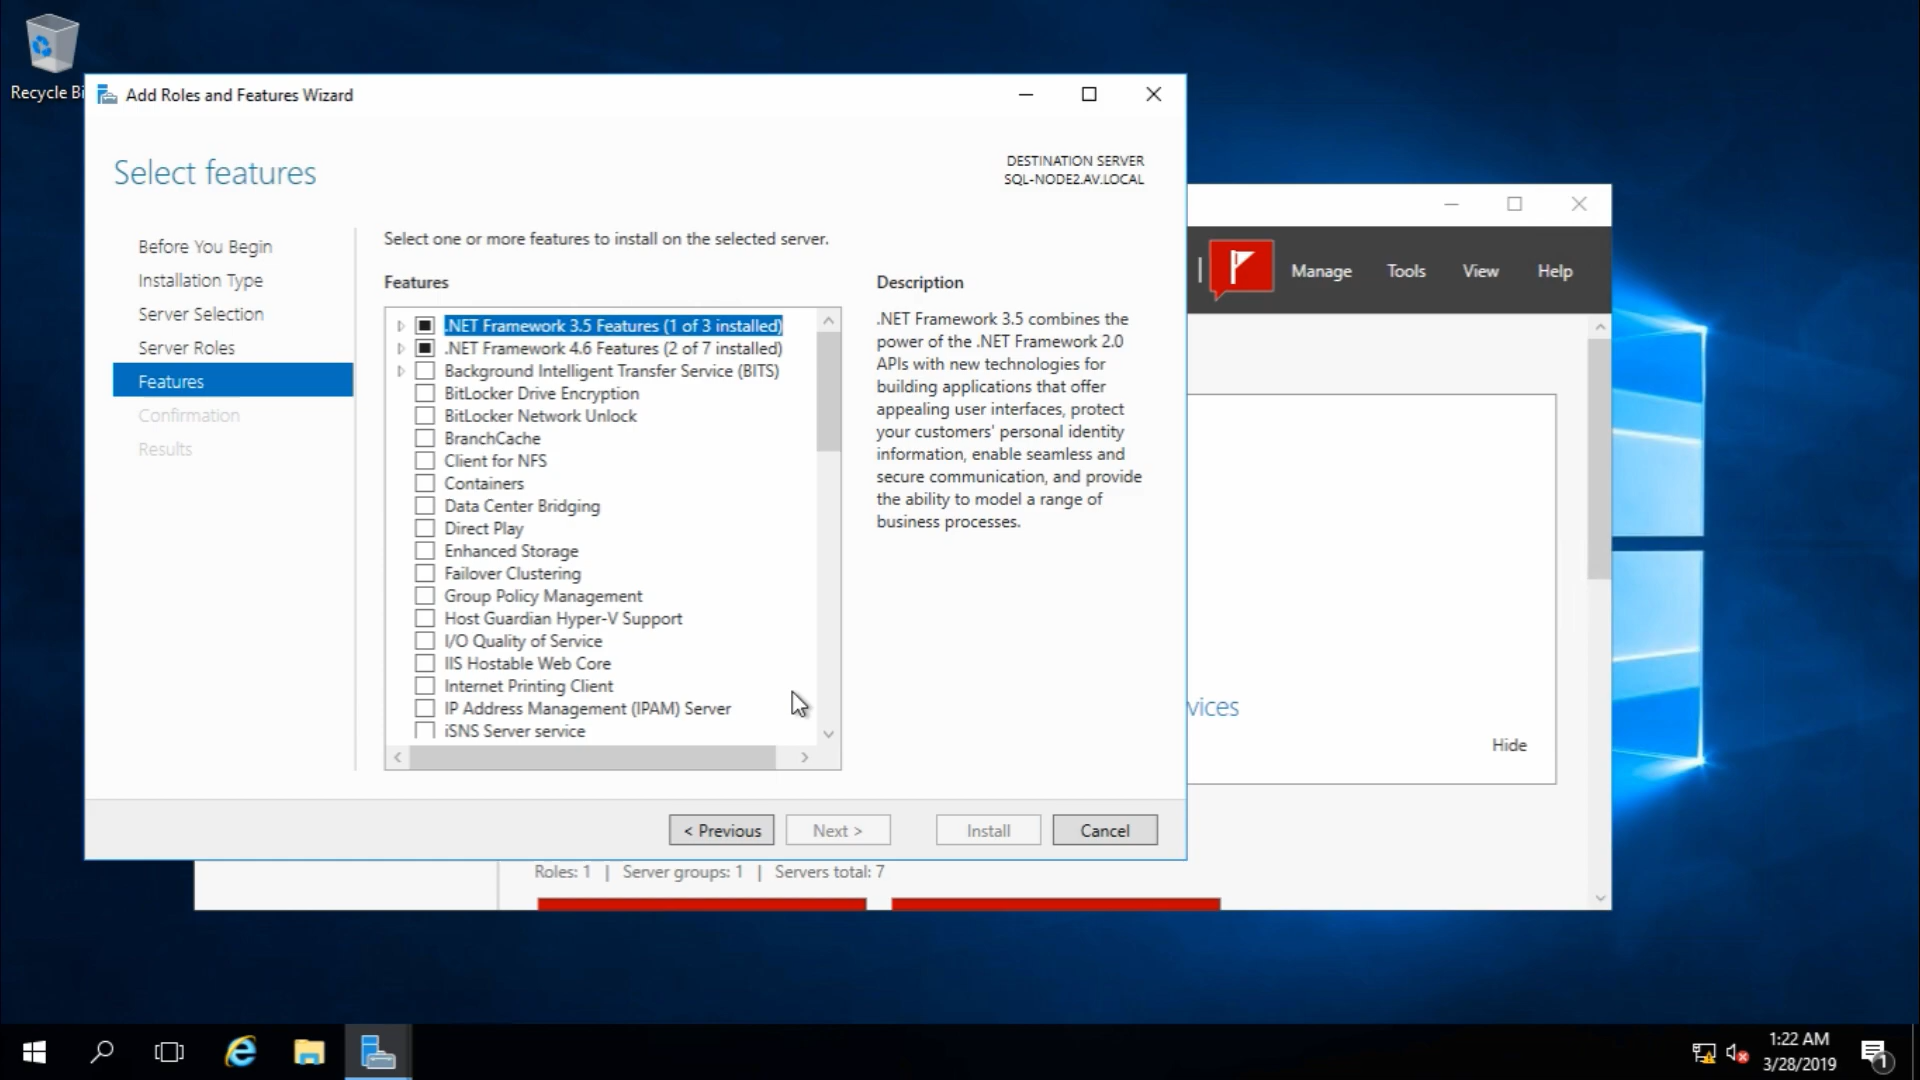 Recycle Bi
Add Roles and Features Wizard
Select features
DESTINATION SERVER
SQL-NODE2.AV.LOCAL
Before You Begin
Installation Type
Server Selection
Server Roles
Features
Confirmation
Results
Select one or more features to install on the selected server.
Features
.NET Framework 3.5 Features (1 of 3 installed)
.NET Framework 4.6 Features (2 of 7 installed)
Background Intelligent Transfer Service (BITS)
BitLocker Drive Encryption
BitLocker Network Unlock
BranchCache
Client for NFS
Containers
Data Center Bridging
Direct Play
Enhanced Storage
Failover Clustering
Group Policy Management
Host Guardian Hyper-V Support
I/O Quality of Service
IIS Hostable Web Core
Internet Printing Client
IP Address Management (IPAM) Server
iSNS Server service
Description
.NET Framework 3.5 combines the
power of the .NET Framework 2.0
APIs with new technologies for
building applications that offer
appealing user interfaces, protect
your customers' personal identity
information, enable seamless and
secure communication, and provide
the ability to model a range of
business processes.
< Previous
Next >
Install
Cancel
Manage
Tools
View
Help
vices
Hide
Roles: 1 | Server groups: 1 | Servers total: 7
1:22 AM
3/28/2019
1